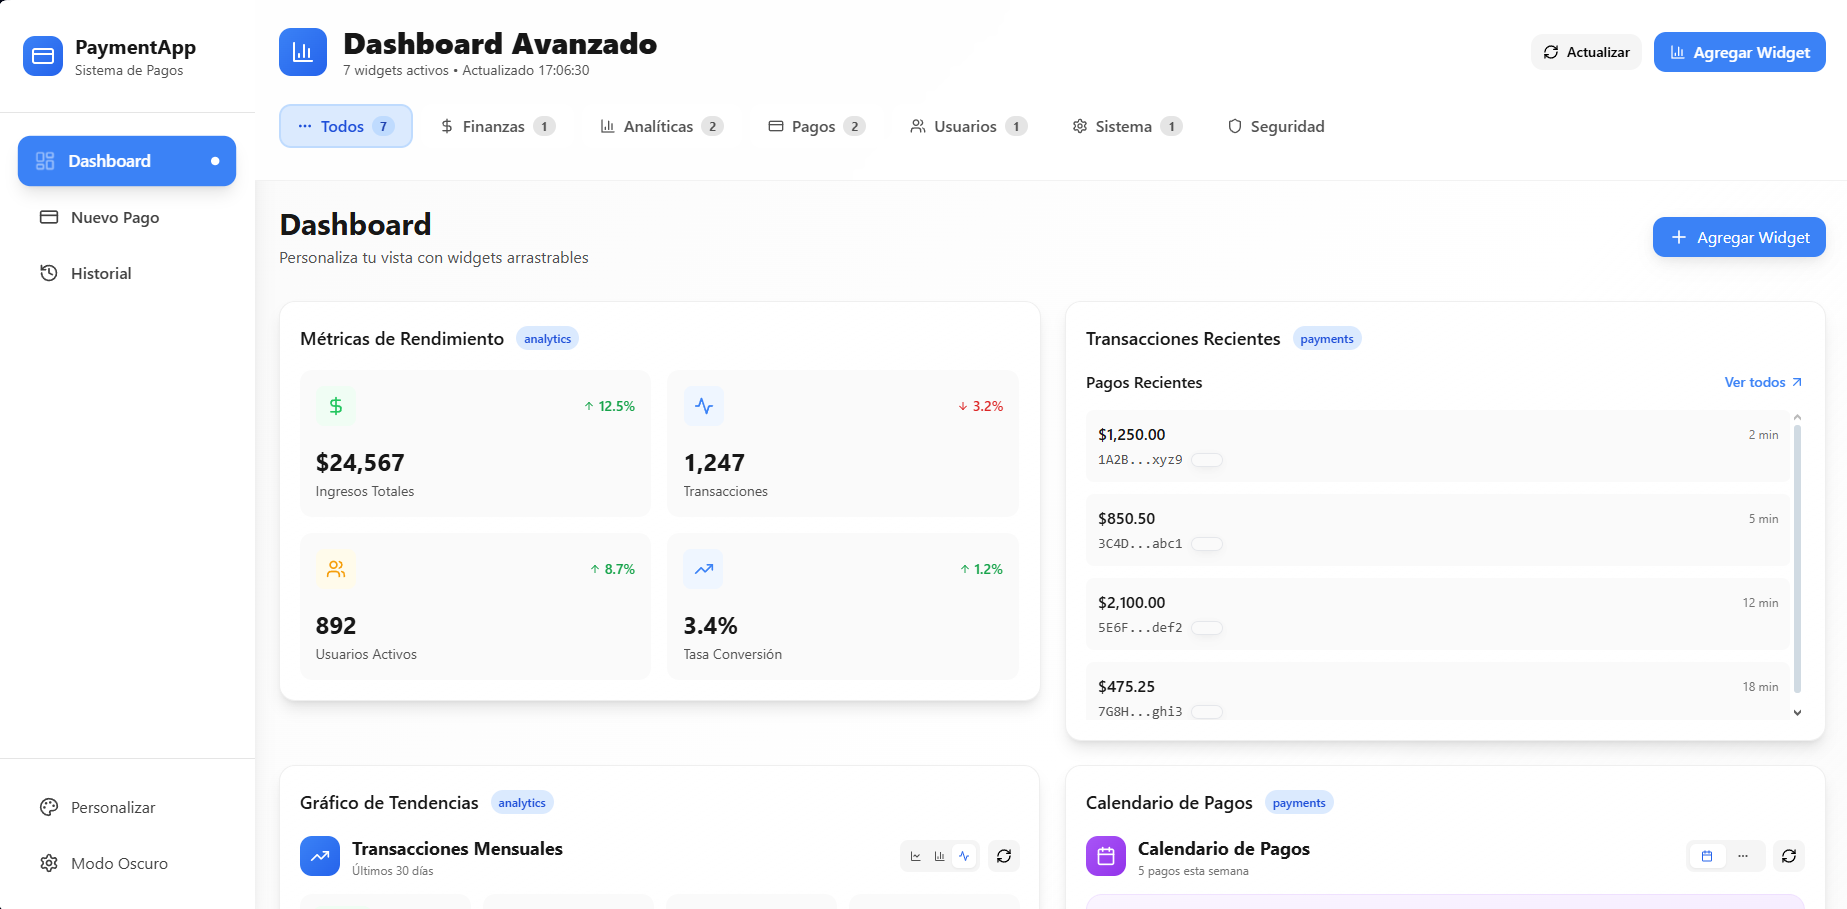 PaymentApp
Sistema de Pagos
Dashboard
Nuevo Pago
Historial
Personalizar
Modo Oscuro
Dashboard Avanzado
7 widgets activos • Actualizado 17:06:30
Actualizar
Agregar Widget
Todos 7
Finanzas 1
Analíticas 2
Pagos 2
Usuarios 1
Sistema 1
Seguridad
Dashboard
Personaliza tu vista con widgets arrastrables
Agregar Widget
Métricas de Rendimiento analytics
↑ 12.5%
$24,567
Ingresos Totales
↓ 3.2%
1,247
Transacciones
↑ 8.7%
892
Usuarios Activos
↑ 1.2%
3.4%
Tasa Conversión
Transacciones Recientes payments
Pagos Recientes
Ver todos
$1,250.00
2 min
1A2B...xyz9
$850.50
5 min
3C4D...abc1
$2,100.00
12 min
5E6F...def2
$475.25
18 min
7G8H...ghi3
Gráfico de Tendencias analytics
Transacciones Mensuales
Últimos 30 días
Calendario de Pagos payments
Calendario de Pagos
5 pagos esta semana